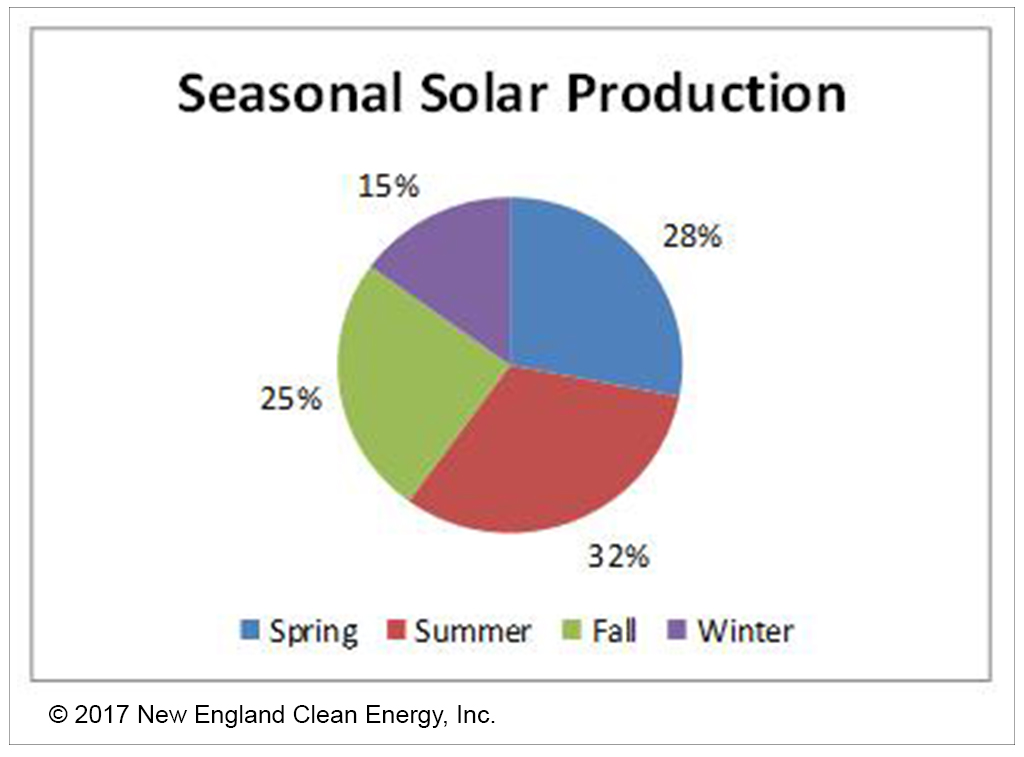 Seasonal Solar Production
15%
28%
25%
32%
Spring Summer Fall Winter
© 2017 New England Clean Energy, Inc.